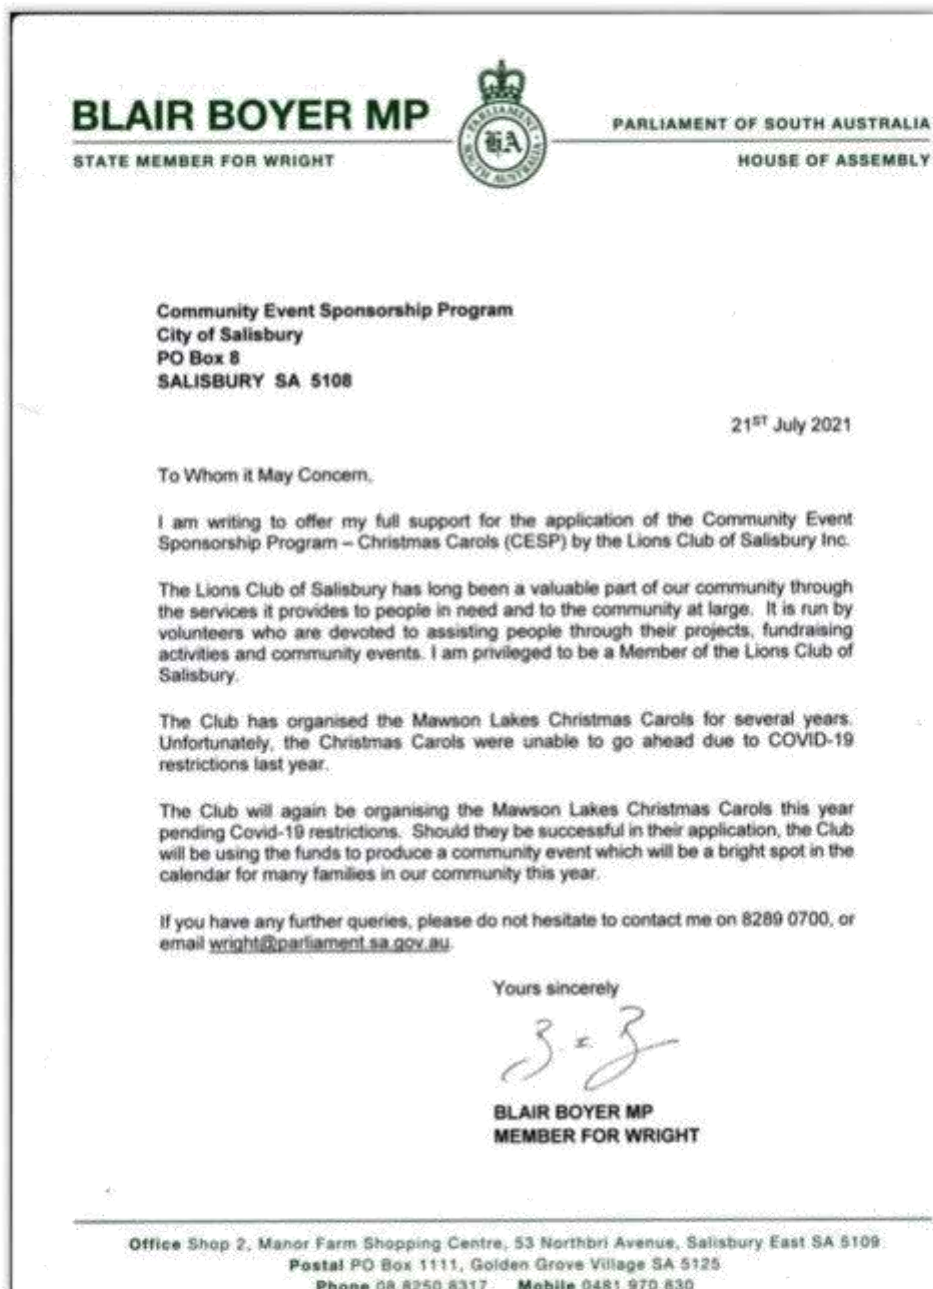 BLAIR BOYER MP
STATE MEMBER FOR WRIGHT
PARLIAMENT
SOUTH AUSTRALIA
HA
PARLIAMENT OF SOUTH AUSTRALIA
HOUSE OF ASSEMBLY
Community Event Sponsorship Program
City of Salisbury
PO Box 8
SALISBURY SA 5108
21ST July 2021
To Whom it May Concern,
I am writing to offer my full support for the application of the Community Event
Sponsorship Program – Christmas Carols (CESP) by the Lions Club of Salisbury Inc.
The Lions Club of Salisbury has long been a valuable part of our community through
the services it provides to people in need and to the community at large. It is run by
volunteers who are devoted to assisting people through their projects, fundraising
activities and community events. I am privileged to be a Member of the Lions Club of
Salisbury.
The Club has organised the Mawson Lakes Christmas Carols for several years.
Unfortunately, the Christmas Carols were unable to go ahead due to COVID-19
restrictions last year.
The Club will again be organising the Mawson Lakes Christmas Carols this year
pending Covid-19 restrictions. Should they be successful in their application, the Club
will be using the funds to produce a community event which will be a bright spot in the
calendar for many families in our community this year.
If you have any further queries, please do not hesitate to contact me on 8289 0700, or
email wright@parliament.sa.gov.au.
Yours sincerely
BLAIR BOYER MP
MEMBER FOR WRIGHT
Office Shop 2, Manor Farm Shopping Centre, 53 Northbri Avenue, Salisbury East SA 5109
Postal PO Box 1111, Golden Grove Village SA 5125
Phone 08 8250 8317 Mobile 0481 970 830